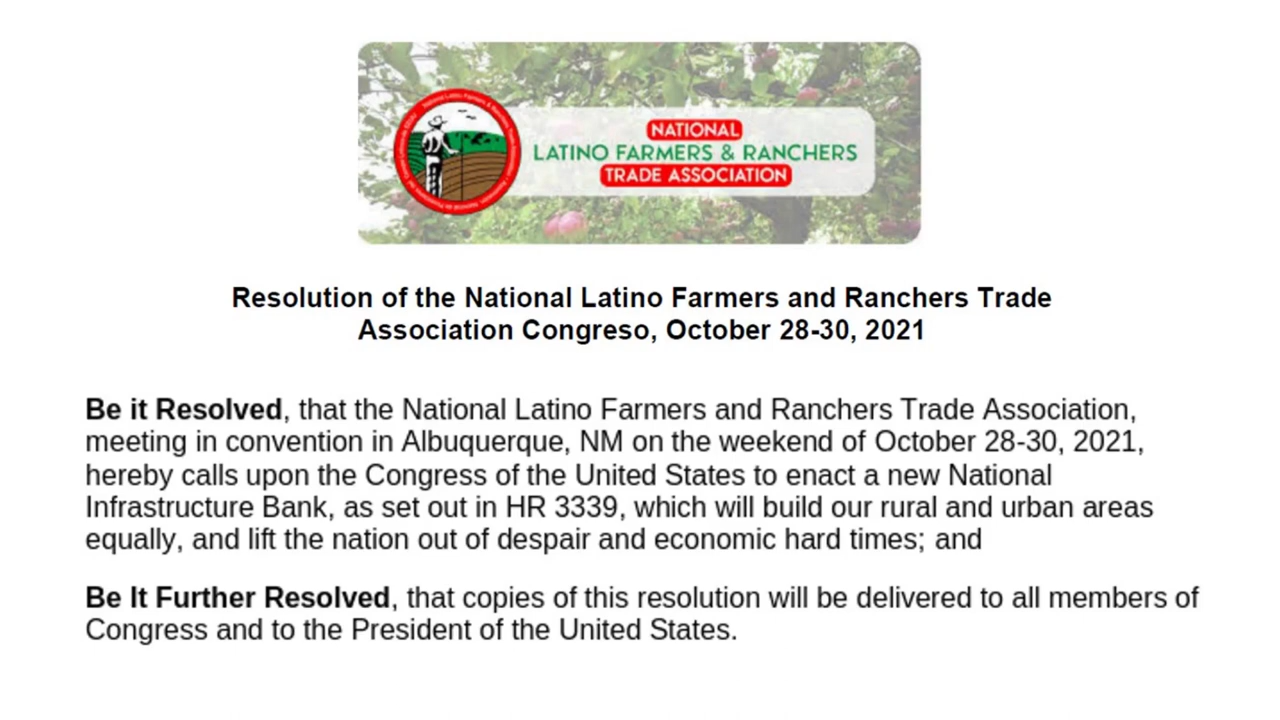 NATIONAL
LATINO FARMERS & RANCHERS
TRADE ASSOCIATION
Resolution of the National Latino Farmers and Ranchers Trade
Association Congreso, October 28-30, 2021
Be it Resolved, that the National Latino Farmers and Ranchers Trade Association,
meeting in convention in Albuquerque, NM on the weekend of October 28-30, 2021,
hereby calls upon the Congress of the United States to enact a new National
Infrastructure Bank, as set out in HR 3339, which will build our rural and urban areas
equally, and lift the nation out of despair and economic hard times; and
Be It Further Resolved, that copies of this resolution will be delivered to all members of
Congress and to the President of the United States.